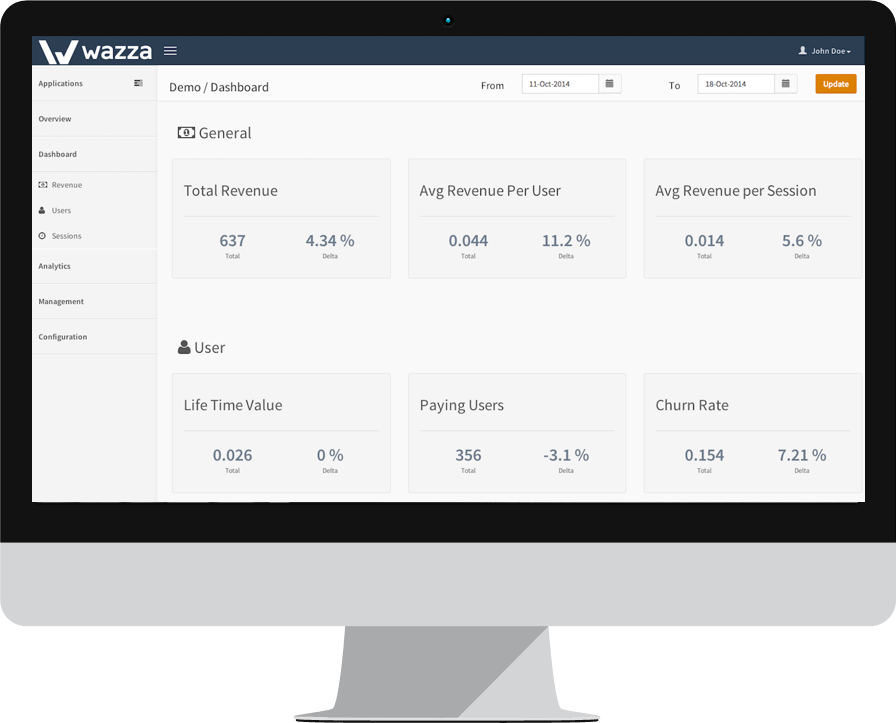 wazza
John Doe
Applications
Demo / Dashboard
From
11-Oct-2014
To
18-Oct-2014
Update
Overview
Dashboard
Revenue
Users
Sessions
Analytics
Management
Configuration
General
Total Revenue
637
Total
4.34 %
Delta
Avg Revenue Per User
0.044
Total
11.2 %
Delta
Avg Revenue per Session
0.014
Total
5.6 %
Delta
User
Life Time Value
0.026
Total
0 %
Delta
Paying Users
356
Total
-3.1 %
Delta
Churn Rate
0.154
Total
7.21 %
Delta